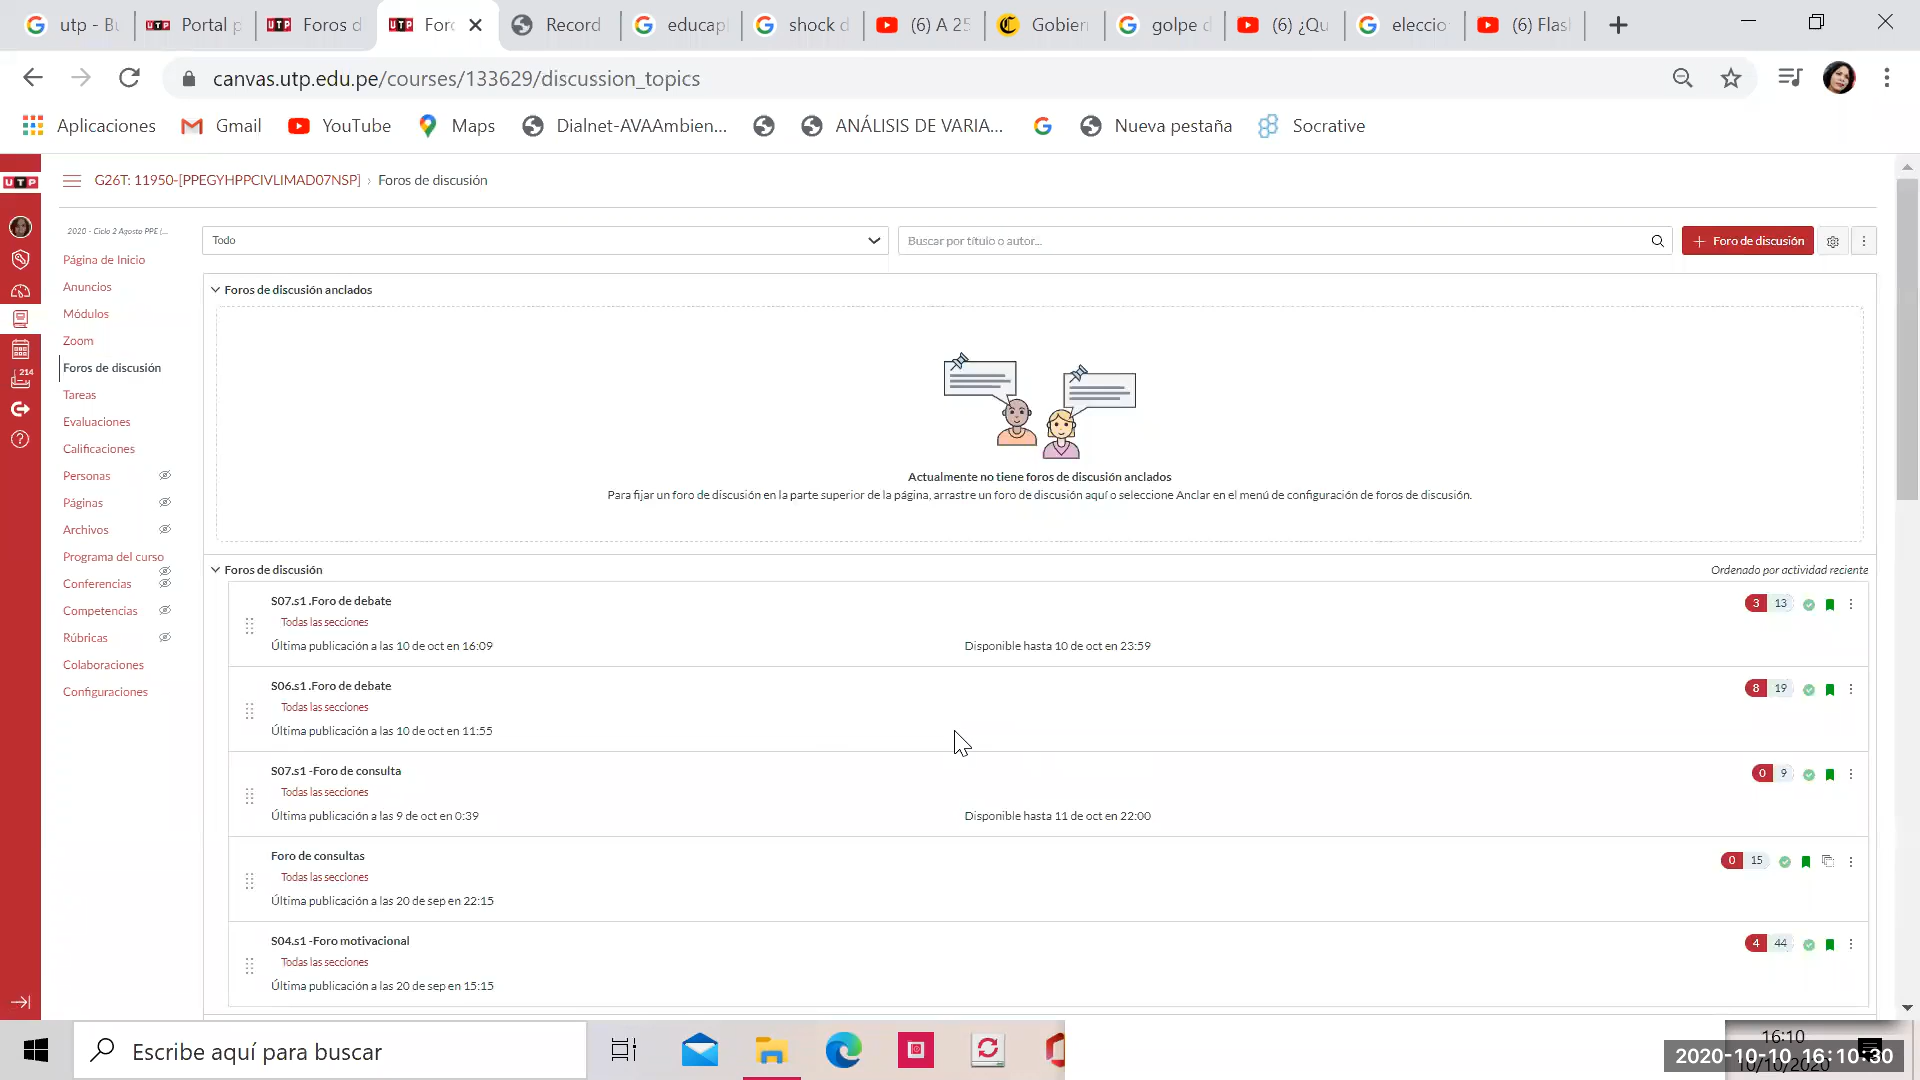 utp - Bu
Portal p
Foros d
Foro
Record
educap
shock d
(6) A 25
Gobier
golpe d
(6) ¿Qu
eleccio
(6) Flas
canvas.utp.edu.pe/courses/133629/discussion_topics
Aplicaciones
Gmail
YouTube
Maps
Dialnet-AVAAmbien...
ANÁLISIS DE VARIA...
Nueva pestaña
Socrative
UTP
G26T: 11950-[PPEGYHPPCIVLIMAD07NSP] › Foros de discusión
2020 - Ciclo 2 Agosto PPE (...
Página de Inicio
Anuncios
Módulos
Zoom
Foros de discusión
Tareas
Evaluaciones
Calificaciones
Personas
Páginas
Archivos
Programa del curso
Conferencias
Competencias
Rúbricas
Colaboraciones
Configuraciones
214
Todo
Buscar por título o autor...
Foro de discusión
Foros de discusión anclados
Actualmente no tiene foros de discusión anclados
Para fijar un foro de discusión en la parte superior de la página, arrastre un foro de discusión aquí o seleccione Anclar en el menú de configuración de foros de discusión.
Foros de discusión
Ordenado por actividad reciente
S07.s1 .Foro de debate
3 13
Todas las secciones
Última publicación a las 10 de oct en 16:09
Disponible hasta 10 de oct en 23:59
S06.s1 .Foro de debate
8 19
Todas las secciones
Última publicación a las 10 de oct en 11:55
S07.s1 -Foro de consulta
0 9
Todas las secciones
Última publicación a las 9 de oct en 0:39
Disponible hasta 11 de oct en 22:00
Foro de consultas
0 15
Todas las secciones
Última publicación a las 20 de sep en 22:15
S04.s1 -Foro motivacional
4 44
Todas las secciones
Última publicación a las 20 de sep en 15:15
Escribe aquí para buscar
16:10
10/10/2020
2020-10-10 16:10:30